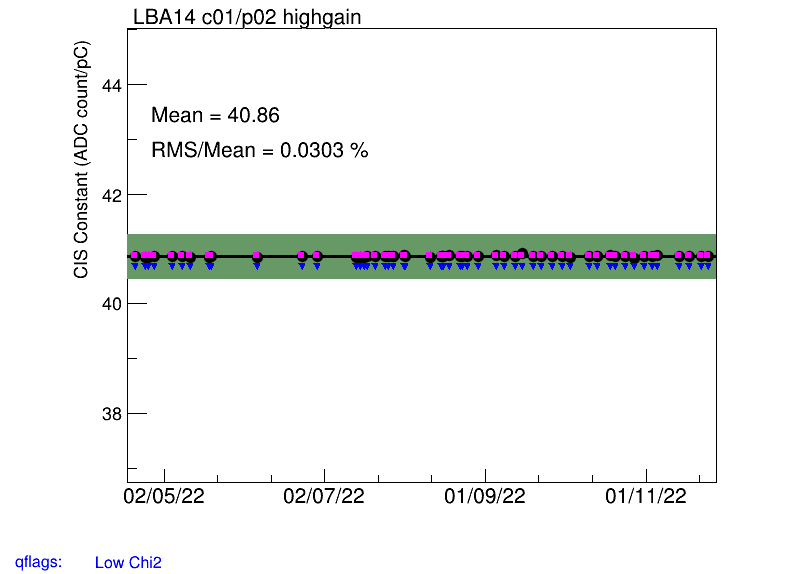 LBA14 c01/p02 highgain
CIS Constant (ADC count/pC)
44
42
40
38
Mean = 40.86
RMS/Mean = 0.0303 %
02/05/22 02/07/22 01/09/22 01/11/22
qflags: Low Chi2